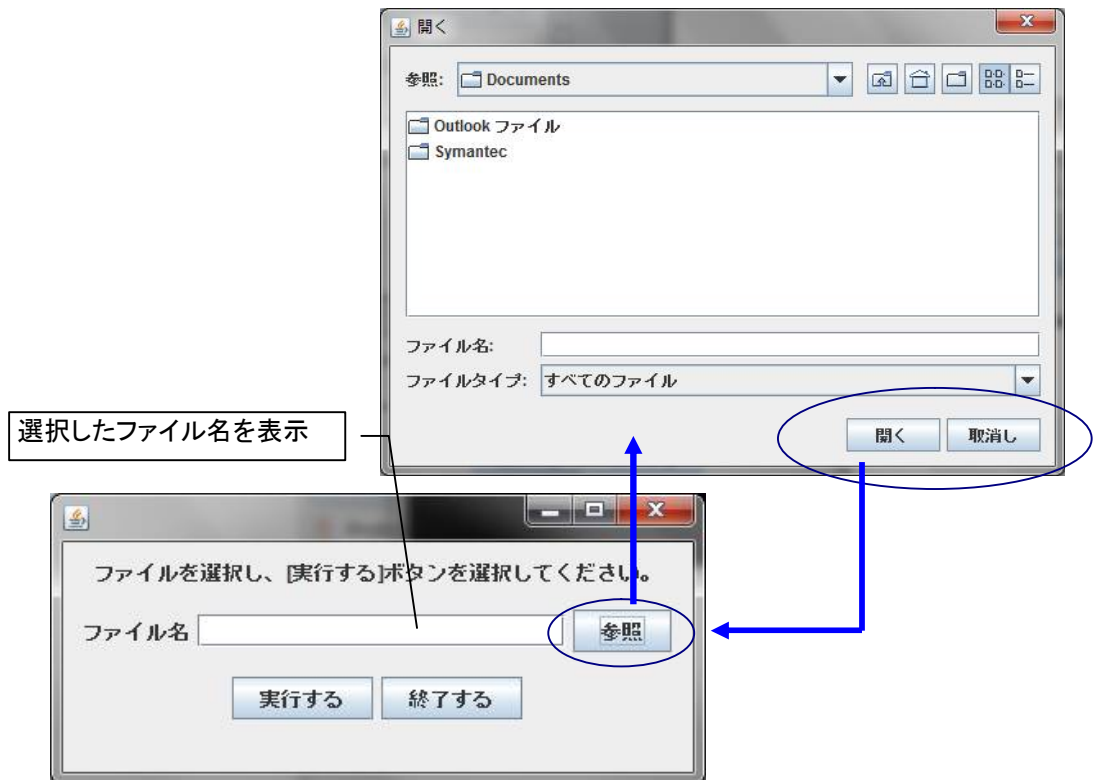 開く
参照: Documents
Outlook ファイル
Symantec
ファイル名:
ファイルタイプ: すべてのファイル
開く 取消し
選択したファイル名を表示
ファイルを選択し、[実行する]ボタンを選択してください。
ファイル名 参照
実行する 終了する